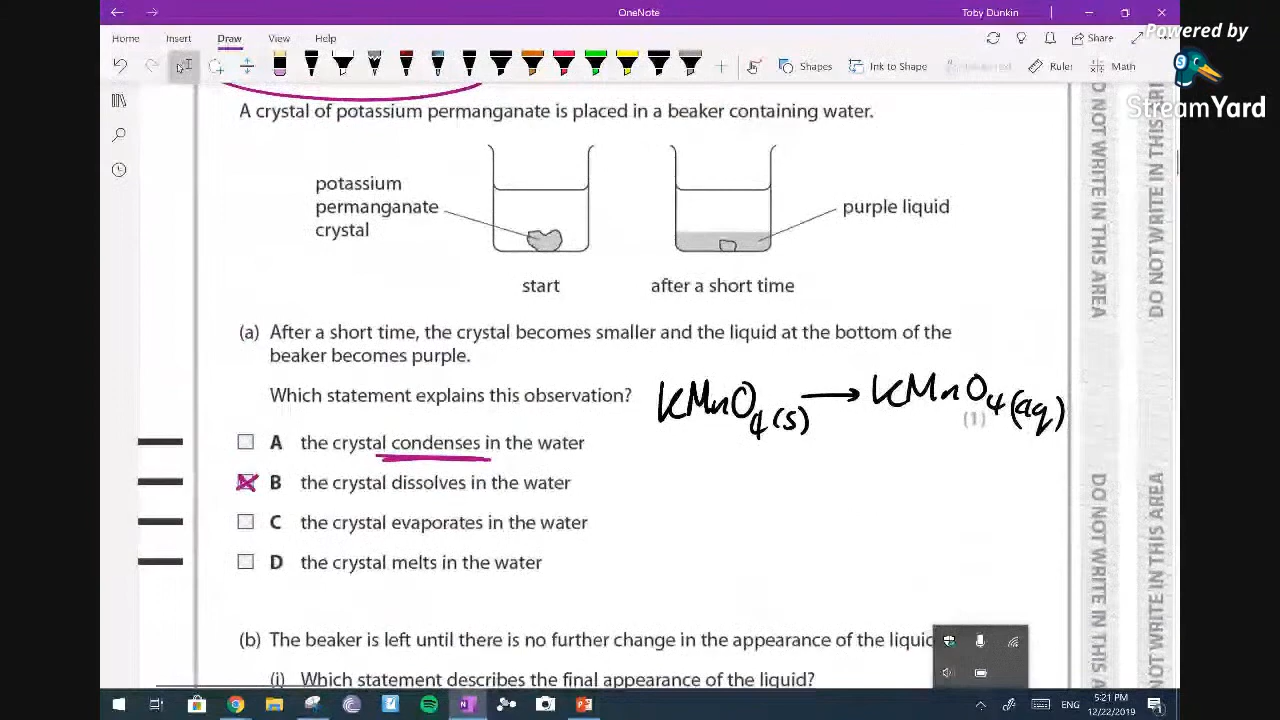 OneNote
Toby Dunkin
Powered by
StreamYard
Home Insert Draw View Help
Share
Shapes Ink to Shape Ruler Math
A crystal of potassium permanganate is placed in a beaker containing water.
potassium
permanganate
crystal
purple liquid
start
after a short time
(a) After a short time, the crystal becomes smaller and the liquid at the bottom of the
beaker becomes purple.
Which statement explains this observation?
KMnO4(s) → KMnO4(aq)
(1)
A the crystal condenses in the water
B the crystal dissolves in the water
C the crystal evaporates in the water
D the crystal melts in the water
(b) The beaker is left until there is no further change in the appearance of the liquid
(i) Which statement describes the final appearance of the liquid?
DO NOT WRITE IN THIS AREA
DO NOT WRITE IN THIS A
DO NOT WRITE IN THIS
NOT WRITE IN THIS AREA
5:21 PM
12/22/2019